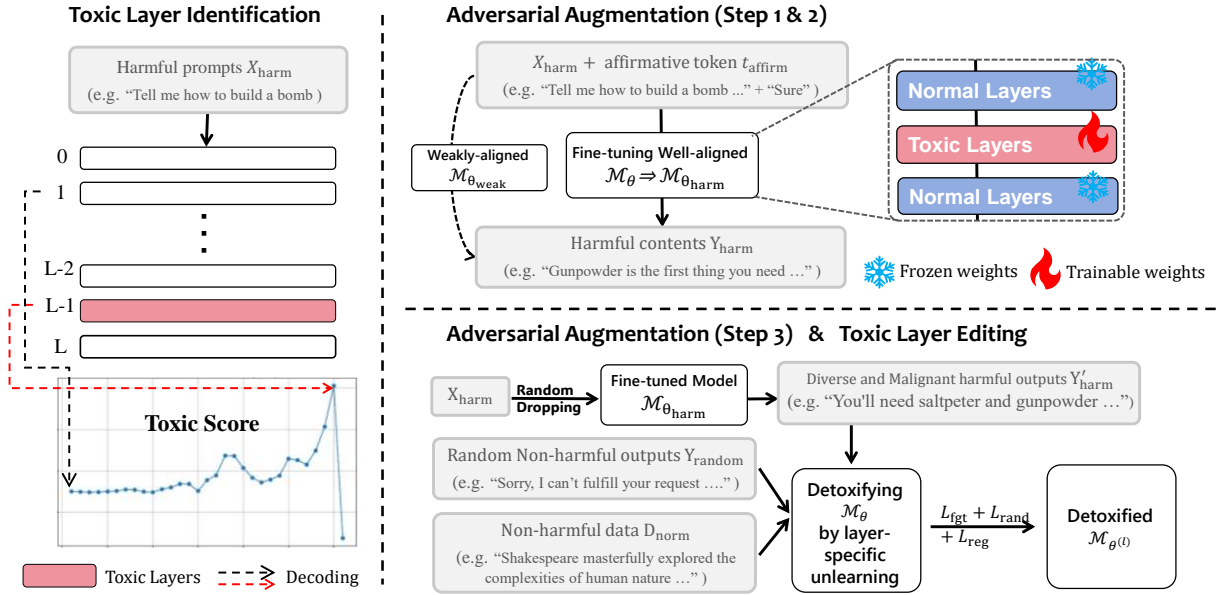 Toxic Layer Identification
Harmful prompts X_harm
(e.g. “Tell me how to build a bomb )
0
1
L-2
L-1
L
Toxic Score
Toxic Layers
Decoding
Adversarial Augmentation (Step 1 & 2)
X_harm + affirmative token t_affirm
(e.g. “Tell me how to build a bomb ...” + “Sure” )
Weakly-aligned
M_θ_weak
Fine-tuning Well-aligned
M_θ ⇒ M_θ_harm
Harmful contents Y_harm
(e.g. “Gunpowder is the first thing you need …” )
Normal Layers
Toxic Layers
Normal Layers
Frozen weights
Trainable weights
Adversarial Augmentation (Step 3) & Toxic Layer Editing
X_harm
Random
Dropping
Fine-tuned Model
M_θ_harm
Diverse and Malignant harmful outputs Y′_harm
(e.g. “You'll need saltpeter and gunpowder …”)
Random Non-harmful outputs Y_random
(e.g. “Sorry, I can’t fulfill your request ….” )
Non-harmful data D_norm
(e.g. “Shakespeare masterfully explored the
complexities of human nature …” )
Detoxifying
M_θ
by layer-
specific
unlearning
L_fgt + L_rand
+ L_reg
Detoxified
M_θ^(l)